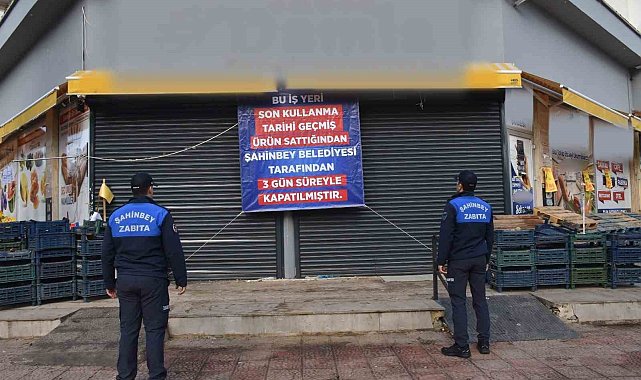 BU İŞ YERİ
SON KULLANMA
TARİHİ GEÇMİŞ
ÜRÜN SATTIĞINDAN
ŞAHİNBEY BELEDİYESİ
TARAFINDAN
3 GÜN SÜREYLE
KAPATILMIŞTIR.
ŞAHİNBEY
ZABITA
ŞAHİNBEY
ZABITA